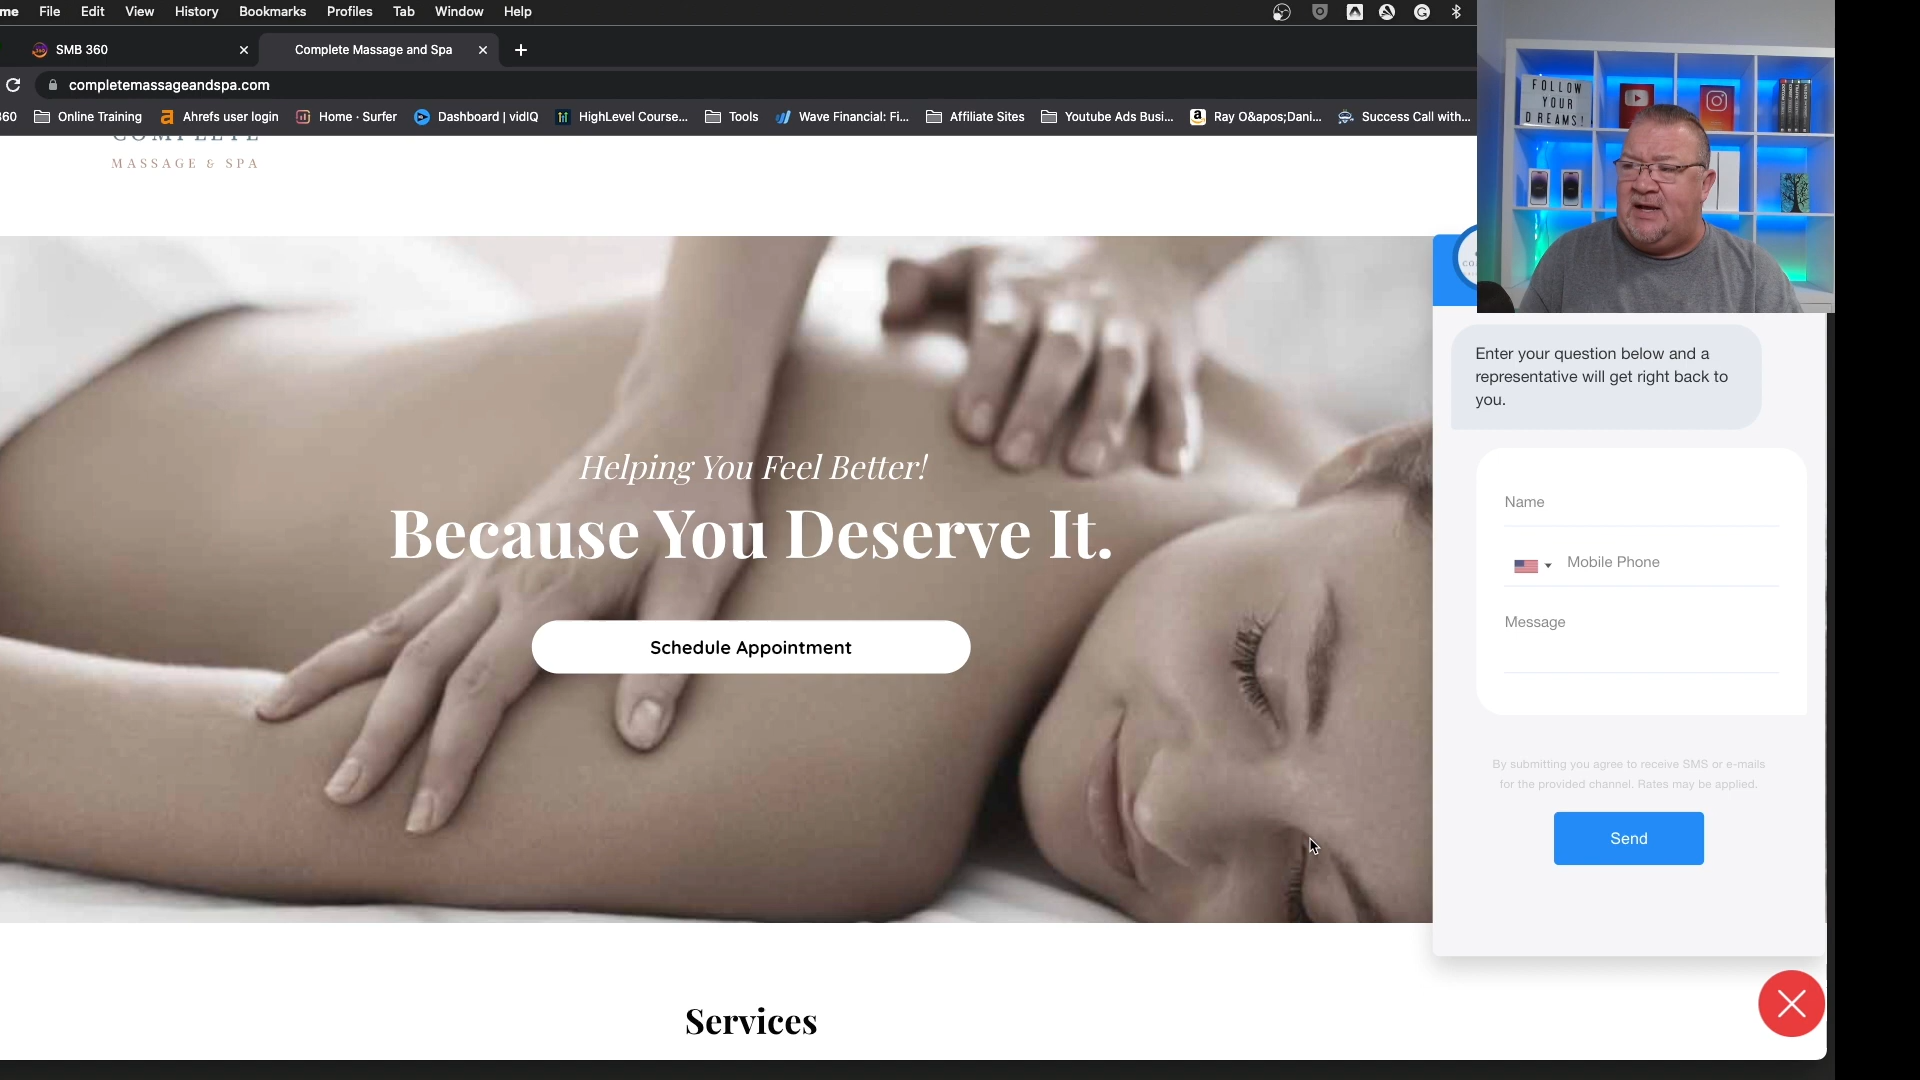 me File Edit View History Bookmarks Profiles Tab Window Help
SMB 360
Complete Massage and Spa
completemassageandspa.com
360 Online Training Ahrefs user login Home · Surfer Dashboard | vidIQ HighLevel Course... Tools Wave Financial: Fi... Affiliate Sites Youtube Ads Busi... Ray O&apos;Dani... Success Call with...
COMPLETE
MASSAGE & SPA
FOLLOW
YOUR
DREAMS!
Helping You Feel Better!
Because You Deserve It.
Schedule Appointment
Enter your question below and a
representative will get right back to
you.
Name
Mobile Phone
Message
By submitting you agree to receive SMS or e-mails
for the provided channel. Rates may be applied.
Send
Services